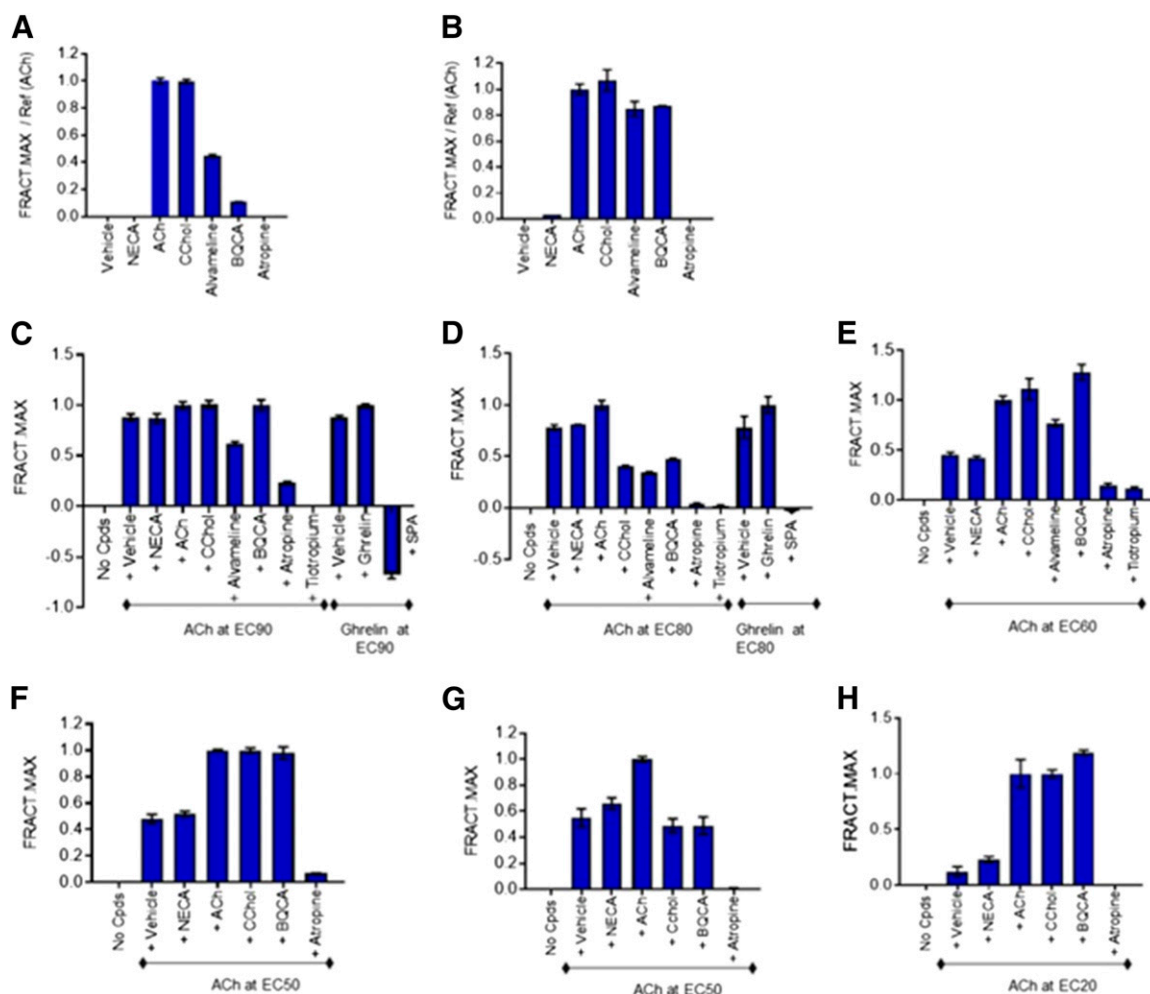 A
FRACT.MAX / Ref (ACh)
1.2
1.0
0.8
0.6
0.4
0.2
0.0
Vehicle
NECA
ACh
CChol
Alvameline
BQCA
Atropine
B
FRACT.MAX / Ref (ACh)
1.2
1.0
0.8
0.6
0.4
0.2
0.0
Vehicle
NECA
ACh
CChol
Alvameline
BQCA
Atropine
C
FRACT.MAX
1.5
1.0
0.5
0.0
-0.5
-1.0
No Cpds
+ Vehicle
+ NECA
+ ACh
+ CChol
+ Alvameline
+ BQCA
+ Atropine
+ Tiotropium
+ Vehicle
+ Ghrelin
+ SPA
ACh at EC90
Ghrelin at
EC90
D
FRACT.MAX
1.5
1.0
0.5
0.0
-0.5
No Cpds
+ Vehicle
+ NECA
+ ACh
+ CChol
+ Alvameline
+ BQCA
+ Atropine
+ Tiotropium
+ Vehicle
+ Ghrelin
+ SPA
ACh at EC80
Ghrelin at
EC80
E
FRACT.MAX
1.5
1.0
0.5
0.0
No Cpds
+ Vehicle
+ NECA
+ ACh
+ CChol
+ Alvameline
+ BQCA
+ Atropine
+ Tiotropium
ACh at EC60
F
FRACT.MAX
1.2
1.0
0.8
0.6
0.4
0.2
0.0
No Cpds
+ Vehicle
+ NECA
+ ACh
+ CChol
+ BQCA
+ Atropine
ACh at EC50
G
FRACT.MAX
1.2
1.0
0.8
0.6
0.4
0.2
0.0
No Cpds
+ Vehicle
+ NECA
+ ACh
+ CChol
+ BQCA
+ Atropine
ACh at EC50
H
FRACT.MAX
1.5
1.0
0.5
0.0
No Cpds
+ Vehicle
+ NECA
+ ACh
+ CChol
+ BQCA
+ Atropine
ACh at EC20